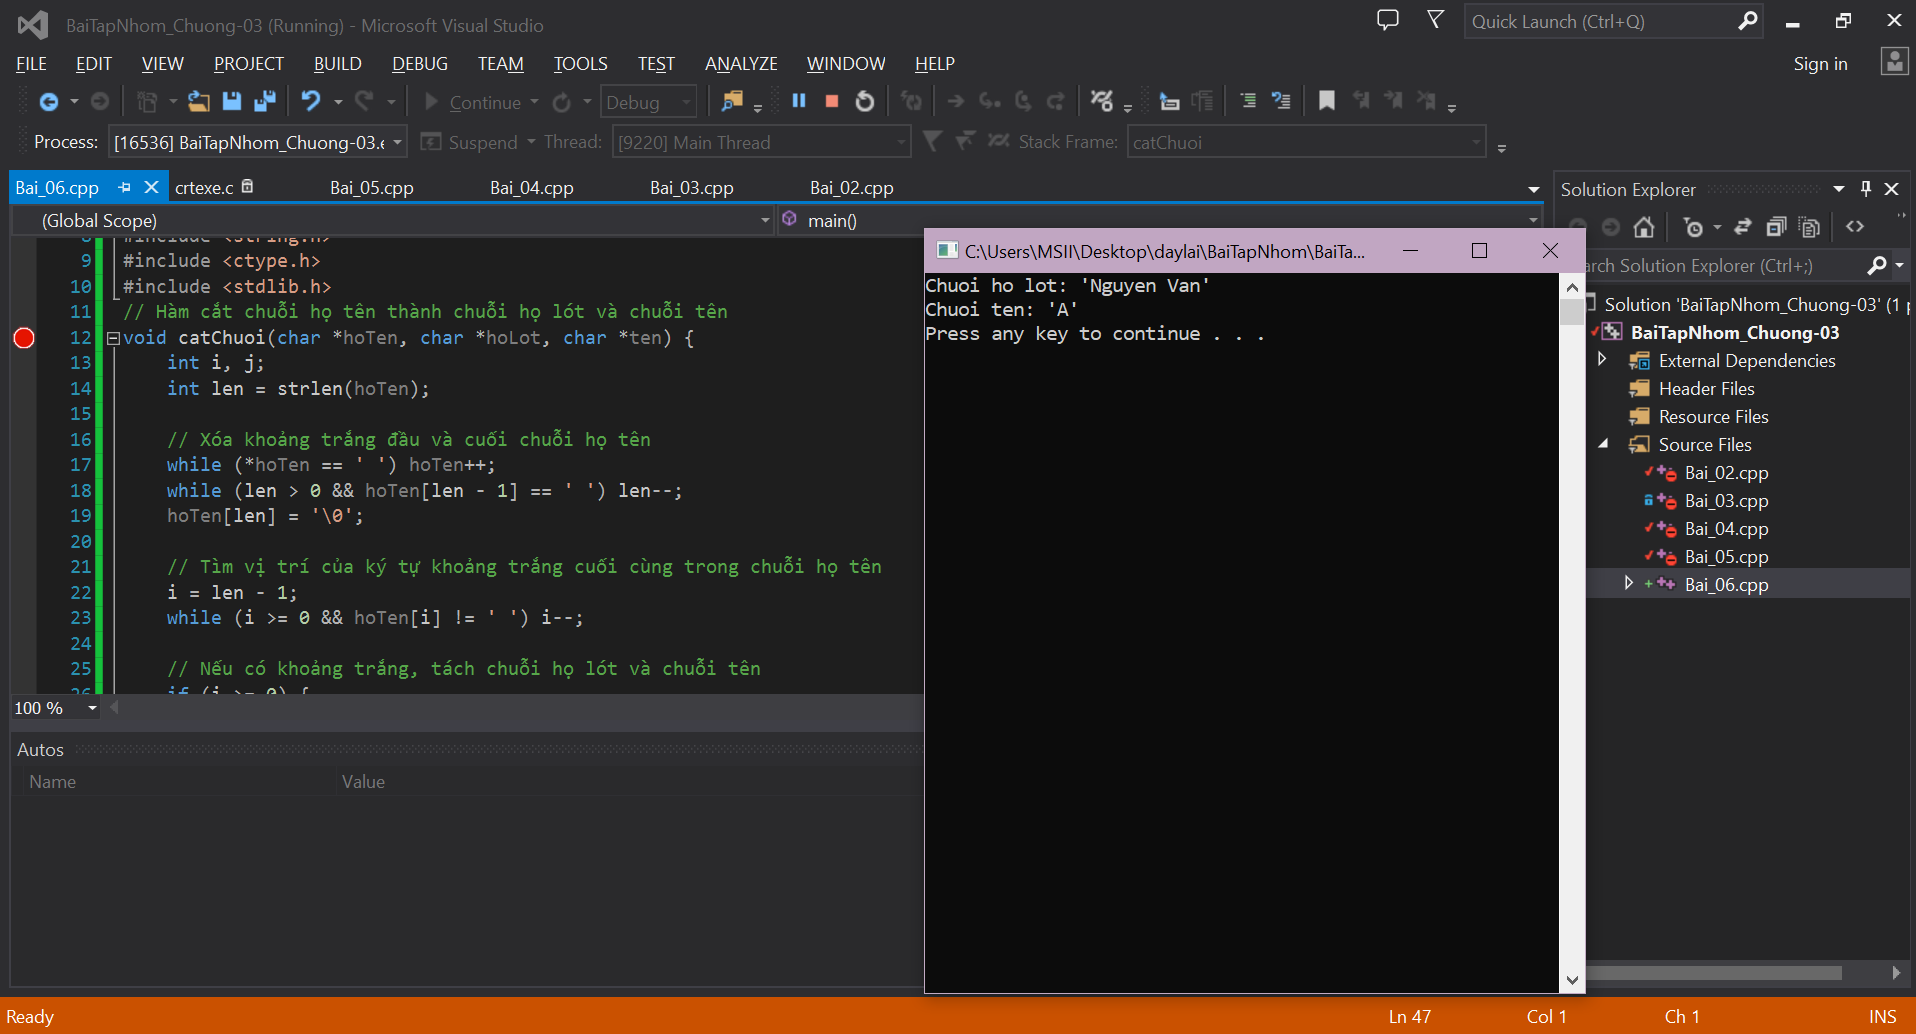 BaiTapNhom_Chuong-03 (Running) - Microsoft Visual Studio
Quick Launch (Ctrl+Q)
FILE EDIT VIEW PROJECT BUILD DEBUG TEAM TOOLS TEST ANALYZE WINDOW HELP
Sign in
Continue Debug
Process: [16536] BaiTapNhom_Chuong-03.e Suspend Thread: [9220] Main Thread Stack Frame: catChuoi
Bai_06.cpp crtexe.c Bai_05.cpp Bai_04.cpp Bai_03.cpp Bai_02.cpp
(Global Scope) main()
8 #include <string.h>
9 #include <ctype.h>
10 #include <stdlib.h>
11 // Hàm cắt chuỗi họ tên thành chuỗi họ lót và chuỗi tên
12 void catChuoi(char *hoTen, char *hoLot, char *ten) {
13 int i, j;
14 int len = strlen(hoTen);
15
16 // Xóa khoảng trắng đầu và cuối chuỗi họ tên
17 while (*hoTen == ' ') hoTen++;
18 while (len > 0 && hoTen[len - 1] == ' ') len--;
19 hoTen[len] = '\0';
20
21 // Tìm vị trí của ký tự khoảng trắng cuối cùng trong chuỗi họ tên
22 i = len - 1;
23 while (i >= 0 && hoTen[i] != ' ') i--;
24
25 // Nếu có khoảng trắng, tách chuỗi họ lót và chuỗi tên
26 if (i >= 0) {
100 %
Autos
Name Value
C:\Users\MSII\Desktop\daylai\BaiTapNhom\BaiTa...
Chuoi ho lot: 'Nguyen Van'
Chuoi ten: 'A'
Press any key to continue . . .
Solution Explorer
Search Solution Explorer (Ctrl+;)
Solution 'BaiTapNhom_Chuong-03' (1 p
BaiTapNhom_Chuong-03
External Dependencies
Header Files
Resource Files
Source Files
Bai_02.cpp
Bai_03.cpp
Bai_04.cpp
Bai_05.cpp
Bai_06.cpp
Ready Ln 47 Col 1 Ch 1 INS